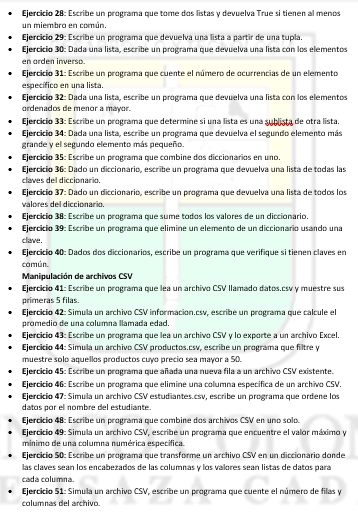 • Ejercicio 28: Escribe un programa que tome dos listas y devuelva True si tienen al menos
un miembro en común.
• Ejercicio 29: Escribe un programa que devuelva una lista a partir de una tupla.
• Ejercicio 30: Dada una lista, escribe un programa que devuelva una lista con los elementos
en orden inverso.
• Ejercicio 31: Escribe un programa que cuente el número de ocurrencias de un elemento
específico en una lista.
• Ejercicio 32: Dada una lista, escribe un programa que devuelva una lista con los elementos
ordenados de menor a mayor.
• Ejercicio 33: Escribe un programa que determine si una lista es una sublista de otra lista.
• Ejercicio 34: Dada una lista, escribe un programa que devuelva el segundo elemento más
grande y el segundo elemento más pequeño.
• Ejercicio 35: Escribe un programa que combine dos diccionarios en uno.
• Ejercicio 36: Dado un diccionario, escribe un programa que devuelva una lista de todas las
claves del diccionario.
• Ejercicio 37: Dado un diccionario, escribe un programa que devuelva una lista de todos los
valores del diccionario.
• Ejercicio 38: Escribe un programa que sume todos los valores de un diccionario.
• Ejercicio 39: Escribe un programa que elimine un elemento de un diccionario usando una
clave.
• Ejercicio 40: Dados dos diccionarios, escribe un programa que verifique si tienen claves en
común.
Manipulación de archivos CSV
• Ejercicio 41: Escribe un programa que lea un archivo CSV llamado datos.csv y muestre sus
primeras 5 filas.
• Ejercicio 42: Simula un archivo CSV informacion.csv, escribe un programa que calcule el
promedio de una columna llamada edad.
• Ejercicio 43: Escribe un programa que lea un archivo CSV y lo exporte a un archivo Excel.
• Ejercicio 44: Simula un archivo CSV productos.csv, escribe un programa que filtre y
muestre solo aquellos productos cuyo precio sea mayor a 50.
• Ejercicio 45: Escribe un programa que añada una nueva fila a un archivo CSV existente.
• Ejercicio 46: Escribe un programa que elimine una columna específica de un archivo CSV.
• Ejercicio 47: Simula un archivo CSV estudiantes.csv, escribe un programa que ordene los
datos por el nombre del estudiante.
• Ejercicio 48: Escribe un programa que combine dos archivos CSV en uno solo.
• Ejercicio 49: Simula un archivo CSV, escribe un programa que encuentre el valor máximo y
mínimo de una columna numérica específica.
• Ejercicio 50: Escribe un programa que transforme un archivo CSV en un diccionario donde
las claves sean los encabezados de las columnas y los valores sean listas de datos para
cada columna.
• Ejercicio 51: Simula un archivo CSV, escribe un programa que cuente el número de filas y
columnas del archivo.